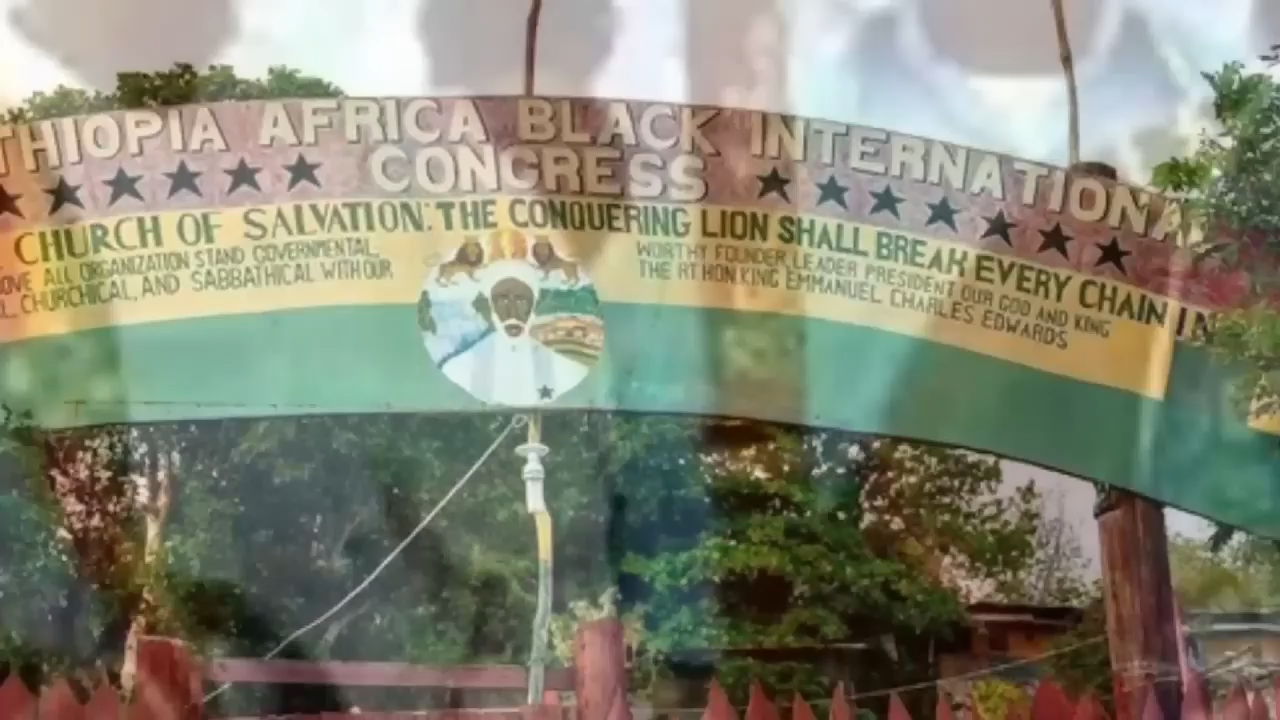 THIOPIA AFRICA BLACK INTERNATIONA
CONGRESS
CHURCH OF SALVATION: THE CONQUERING LION SHALL BREAK EVERY CHAIN IN
OVE ALL ORGANIZATION STAND GOVERNMENTAL,
L, CHURCHICAL, AND SABBATHICAL WITH OUR
WORTHY FOUNDER LEADER PRESIDENT OUR GOD AND KING
THE RT HON KING EMMANUEL CHARLES EDWARDS